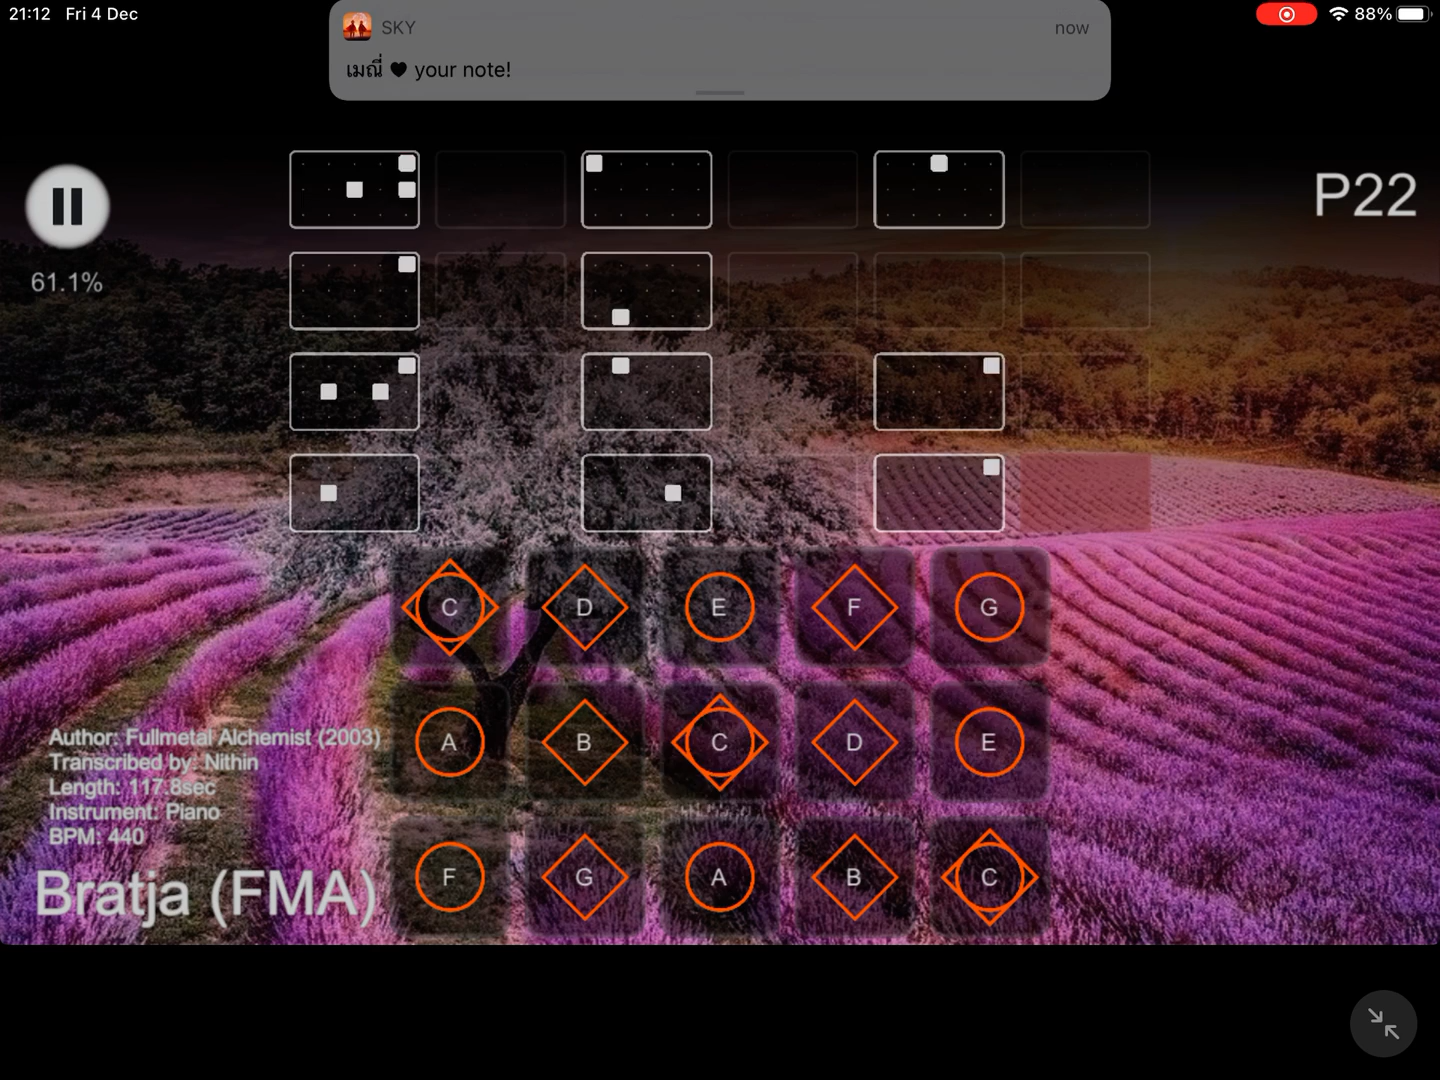 21:12 Fri 4 Dec
88%
SKY
now
เมณี่ ♥ your note!
P22
61.1%
C D E F G
A B C D E
F G A B C
Author: Fullmetal Alchemist (2003)
Transcribed by: Nithin
Length: 117.8sec
Instrument: Piano
BPM: 440
Bratja (FMA)